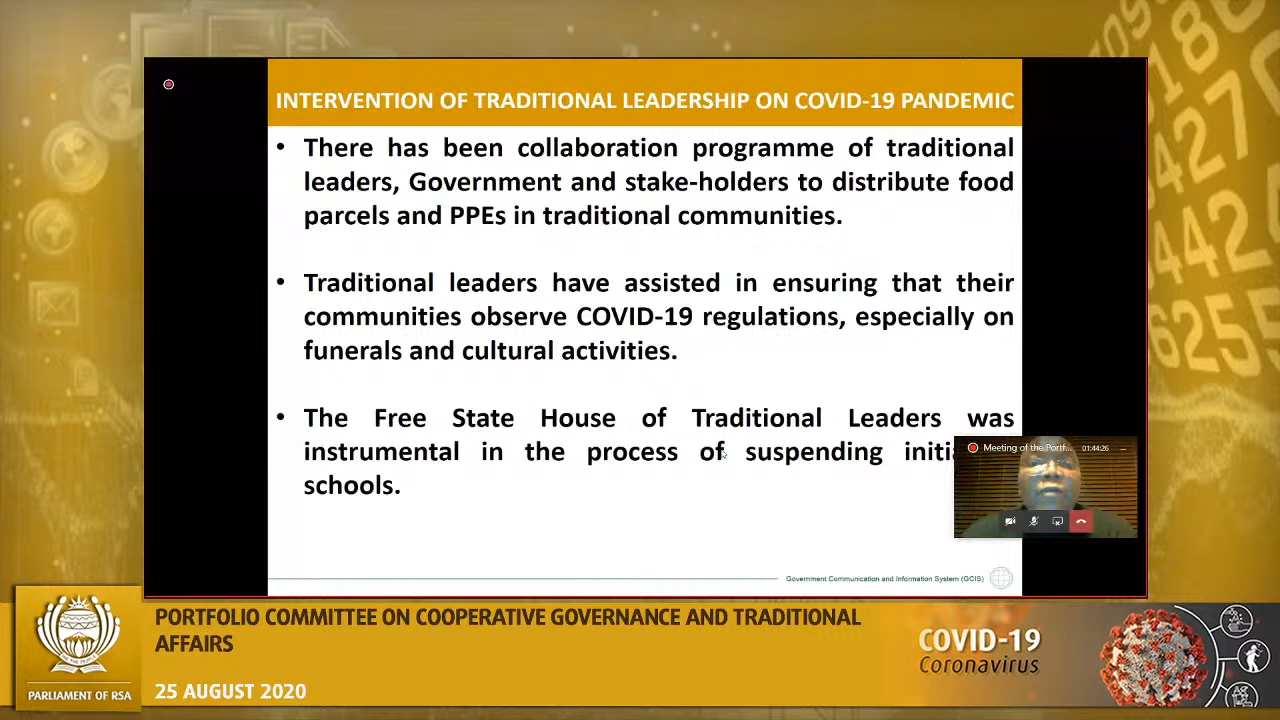 INTERVENTION OF TRADITIONAL LEADERSHIP ON COVID-19 PANDEMIC
• There has been collaboration programme of traditional
leaders, Government and stake-holders to distribute food
parcels and PPEs in traditional communities.
• Traditional leaders have assisted in ensuring that their
communities observe COVID-19 regulations, especially on
funerals and cultural activities.
• The Free State House of Traditional Leaders was
instrumental in the process of suspending
schools.
Meeting of the Portf... 01:44:26
Government Communication and Information System (GCIS)
PORTFOLIO COMMITTEE ON COOPERATIVE GOVERNANCE AND TRADITIONAL
AFFAIRS
25 AUGUST 2020
PARLIAMENT OF RSA
COVID-19
Coronavirus